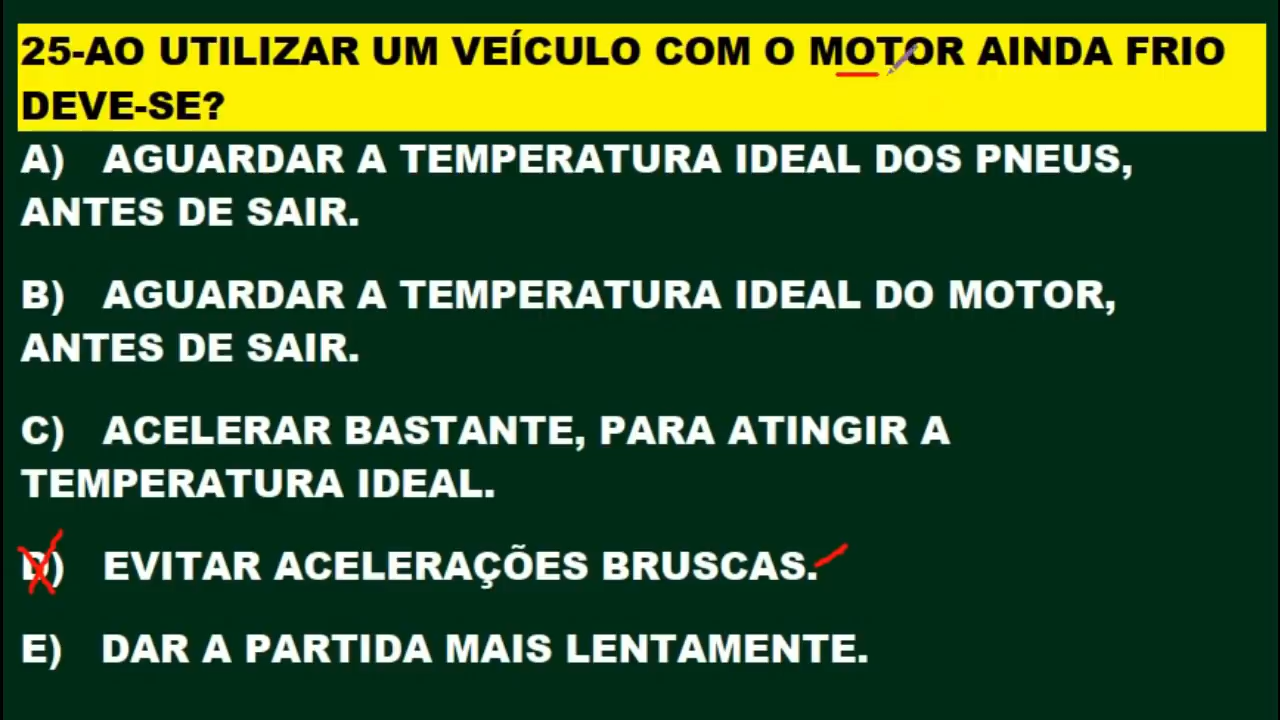 25-AO UTILIZAR UM VEÍCULO COM O MOTOR AINDA FRIO
DEVE-SE?
A) AGUARDAR A TEMPERATURA IDEAL DOS PNEUS,
ANTES DE SAIR.
B) AGUARDAR A TEMPERATURA IDEAL DO MOTOR,
ANTES DE SAIR.
C) ACELERAR BASTANTE, PARA ATINGIR A
TEMPERATURA IDEAL.
D) EVITAR ACELERAÇÕES BRUSCAS.
E) DAR A PARTIDA MAIS LENTAMENTE.